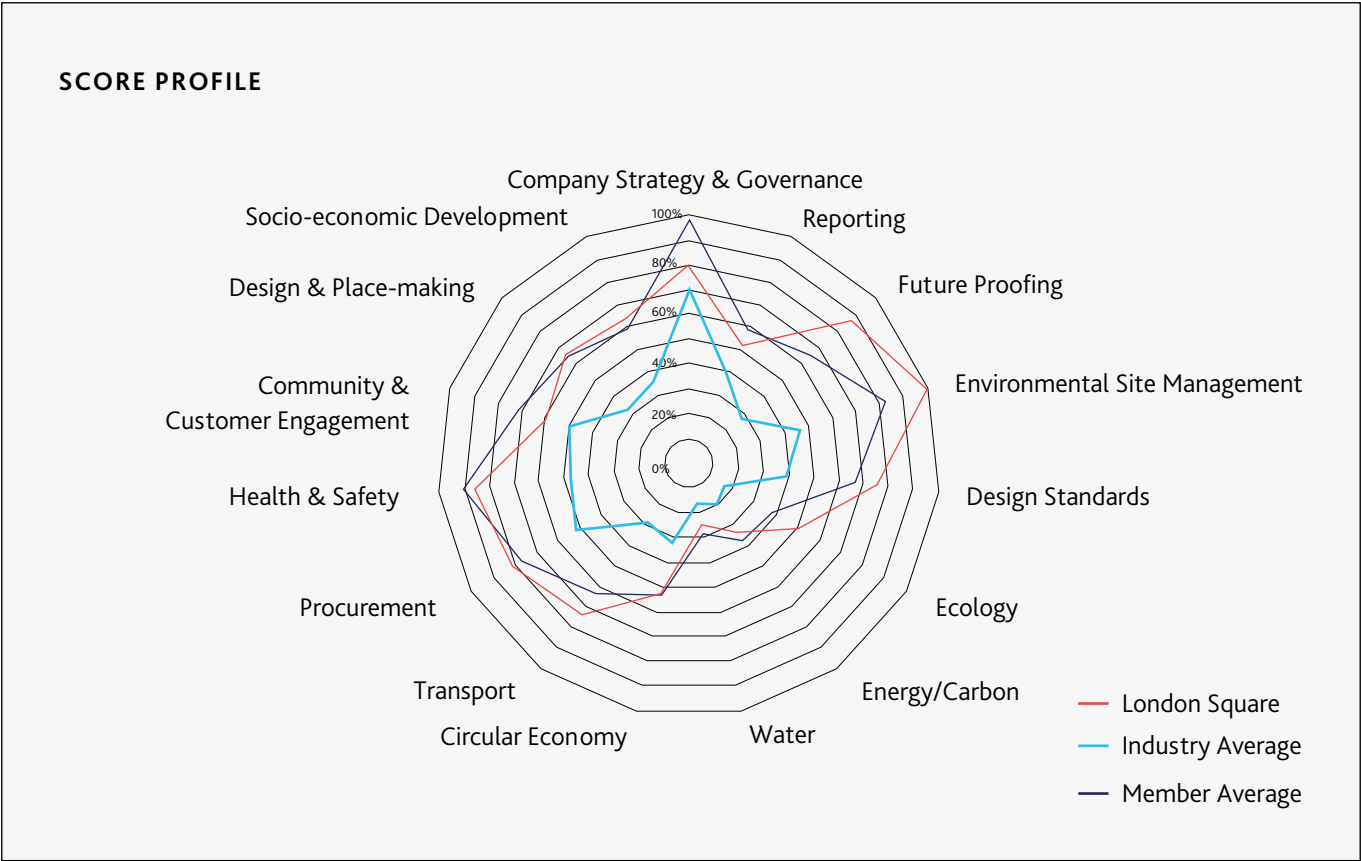 SCORE PROFILE
Company Strategy & Governance
Socio-economic Development
Reporting
Design & Place-making
Future Proofing
Community &
Customer Engagement
Environmental Site Management
Health & Safety
Design Standards
Procurement
Ecology
Transport
Energy/Carbon
Circular Economy
Water
100%
80%
60%
40%
20%
0%
London Square
Industry Average
Member Average